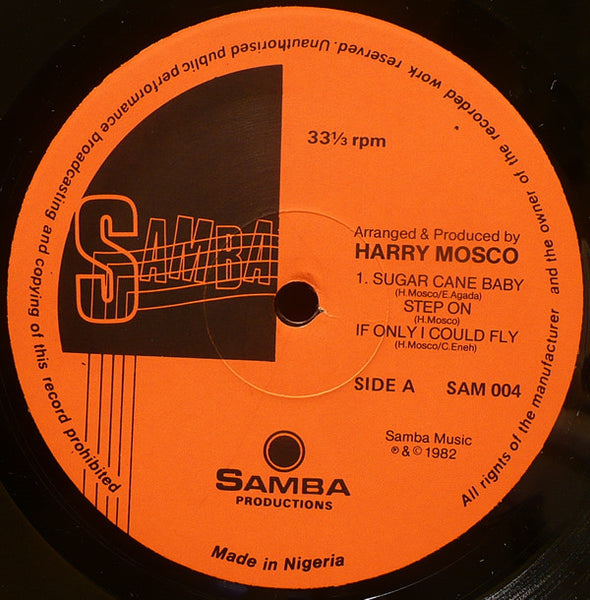 All rignts of the manufacturer and the owner of the recorded work reserved. Unauthorised public performance broadcasting and copying of this record prohibited
33⅓ rpm
SAMBA
Arranged & Produced by
HARRY MOSCO
1. SUGAR CANE BABY
(H.Mosco/E.Agada)
STEP ON
(H.Mosco)
IF ONLY I COULD FLY
(H.Mosco/C.Eneh)
SIDE A SAM 004
Samba Music
℗ & © 1982
SAMBA
PRODUCTIONS
Made in Nigeria